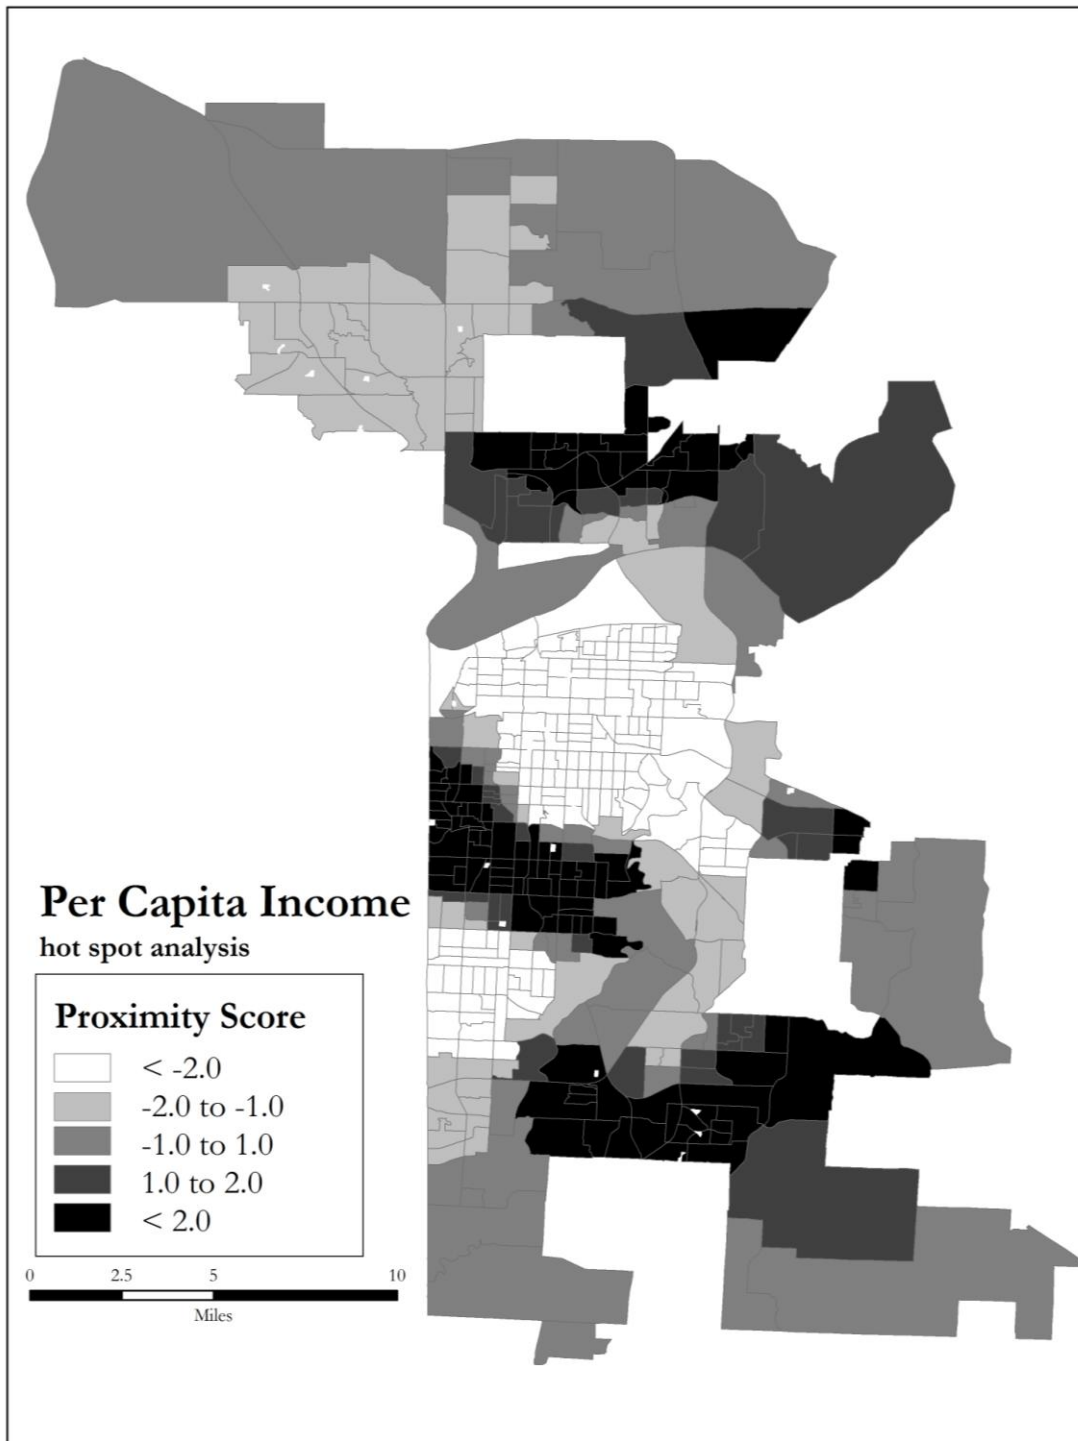 Per Capita Income
hot spot analysis
Proximity Score
< -2.0
-2.0 to -1.0
-1.0 to 1.0
1.0 to 2.0
< 2.0
0 2.5 5 10
Miles